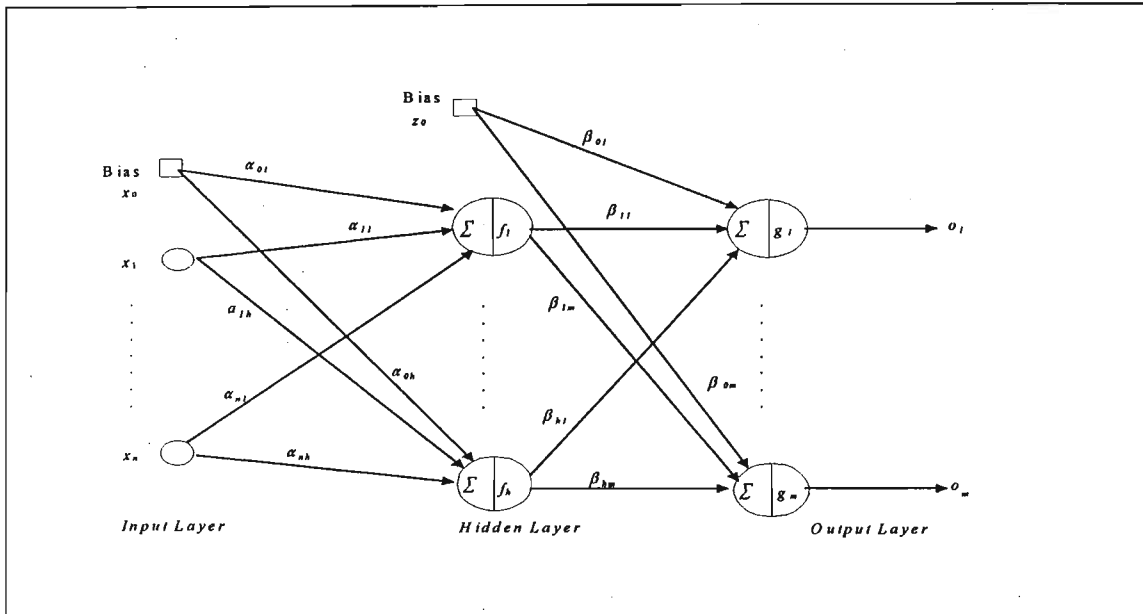 Bias
z₀
β₀₁
Bias
x₀
α₀₁
Σ f₁
β₁₁
Σ g₁
o₁
α₁₁
x₁
a₁ₕ
β₁ₘ
α₀ₕ
β₀ₘ
αₙ₁
βₕ₁
xₙ
αₙₕ
Σ fₕ
βₕₘ
Σ gₘ
oₘ
Input Layer
Hidden Layer
Output Layer